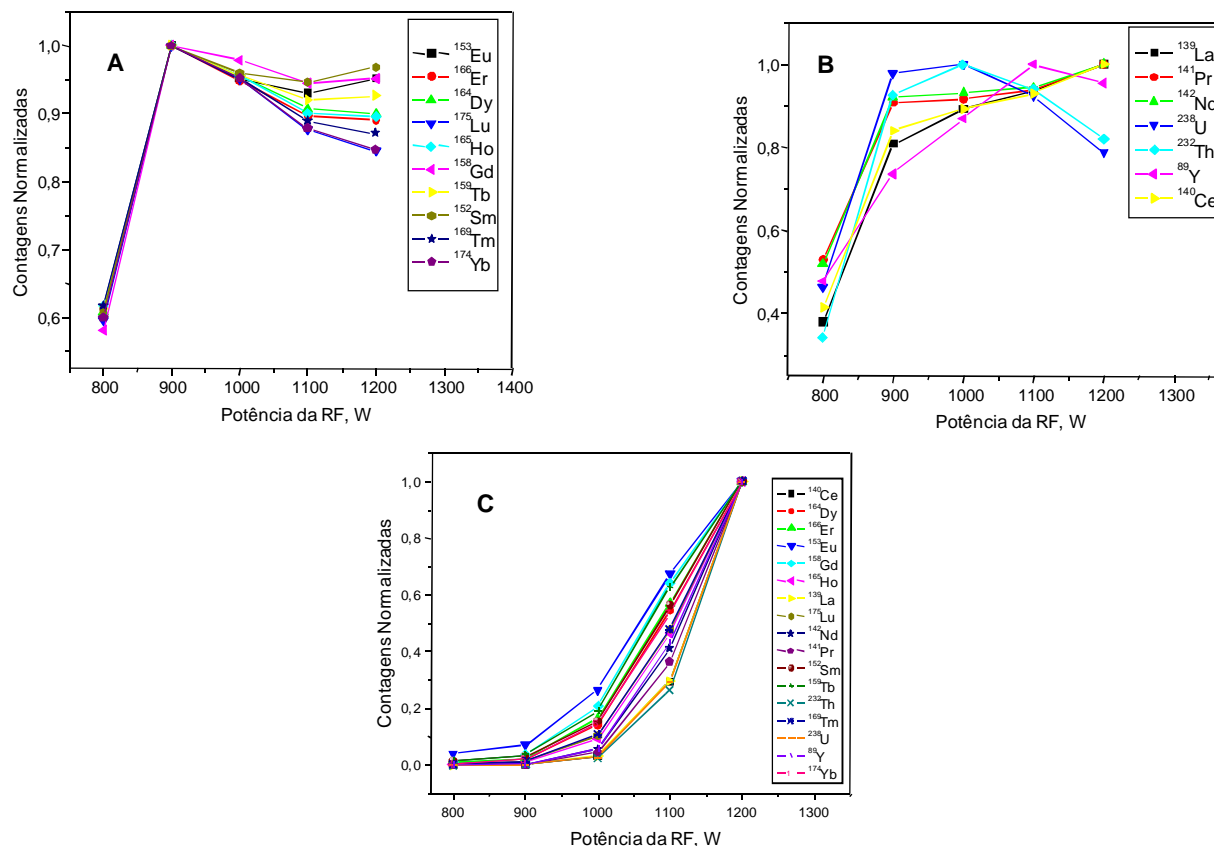 A
Contagens Normalizadas
1,0
0,9
0,8
0,7
0,6
800 900 1000 1100 1200 1300 1400
Potência da RF, W
153Eu
166Er
164Dy
175Lu
165Ho
158Gd
159Tb
152Sm
169Tm
174Yb
B
Contagens Normalizadas
1,0
0,8
0,6
0,4
800 900 1000 1100 1200 1300
Potência da RF, W
139La
141Pr
142Nd
238U
232Th
89Y
140Ce
C
Contagens Normalizadas
1,0
0,8
0,6
0,4
0,2
0,0
800 900 1000 1100 1200 1300
Potência da RF, W
140Ce
164Dy
166Er
153Eu
158Gd
165Ho
139La
175Lu
142Nd
141Pr
152Sm
159Tb
232Th
169Tm
238U
89Y
174Yb